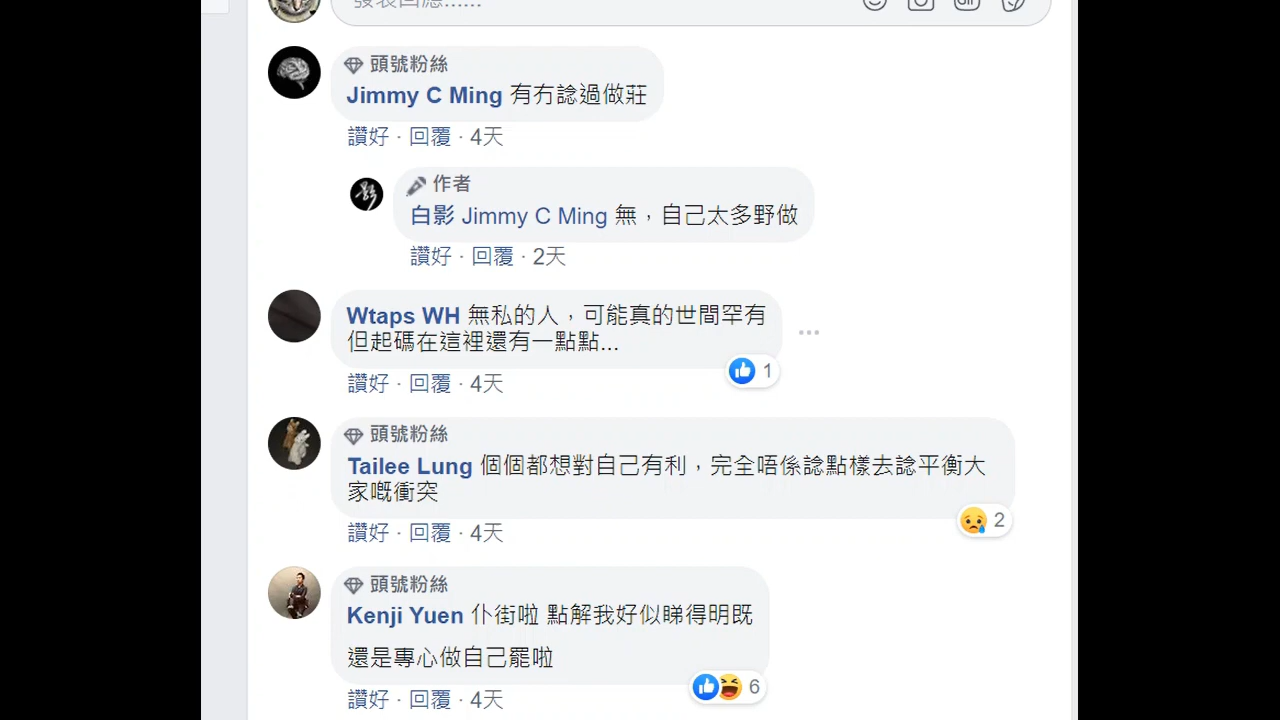 發表回應......
頭號粉絲
Jimmy C Ming 有冇諗過做莊
讚好 · 回覆 · 4天
作者
白影 Jimmy C Ming 無，自己太多野做
讚好 · 回覆 · 2天
Wtaps WH 無私的人，可能真的世間罕有
但起碼在這裡還有一點點...
1
讚好 · 回覆 · 4天
頭號粉絲
Tailee Lung 個個都想對自己有利，完全唔係諗點樣去諗平衡大
家嘅衝突
2
讚好 · 回覆 · 4天
頭號粉絲
Kenji Yuen 仆街啦 點解我好似睇得明既
還是專心做自己罷啦
6
讚好 · 回覆 · 4天